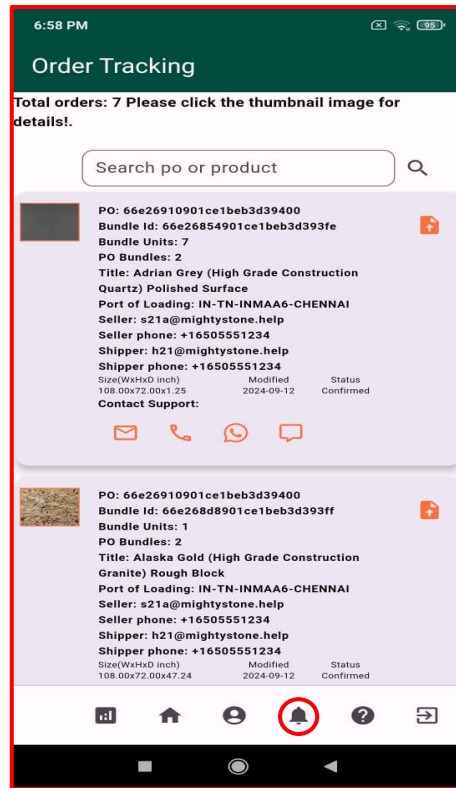 6:58 PM
95
Order Tracking
Total orders: 7 Please click the thumbnail image for
details!.
Search po or product
PO: 66e26910901ce1beb3d39400
Bundle Id: 66e26854901ce1beb3d393fe
Bundle Units: 7
PO Bundles: 2
Title: Adrian Grey (High Grade Construction
Quartz) Polished Surface
Port of Loading: IN-TN-INMAA6-CHENNAI
Seller: s21a@mightystone.help
Seller phone: +16505551234
Shipper: h21@mightystone.help
Shipper phone: +16505551234
Size(WxHxD inch) Modified Status
108.00x72.00x1.25 2024-09-12 Confirmed
Contact Support:
PO: 66e26910901ce1beb3d39400
Bundle Id: 66e268d8901ce1beb3d393ff
Bundle Units: 1
PO Bundles: 2
Title: Alaska Gold (High Grade Construction
Granite) Rough Block
Port of Loading: IN-TN-INMAA6-CHENNAI
Seller: s21a@mightystone.help
Seller phone: +16505551234
Shipper: h21@mightystone.help
Shipper phone: +16505551234
Size(WxHxD inch) Modified Status
108.00x72.00x47.24 2024-09-12 Confirmed